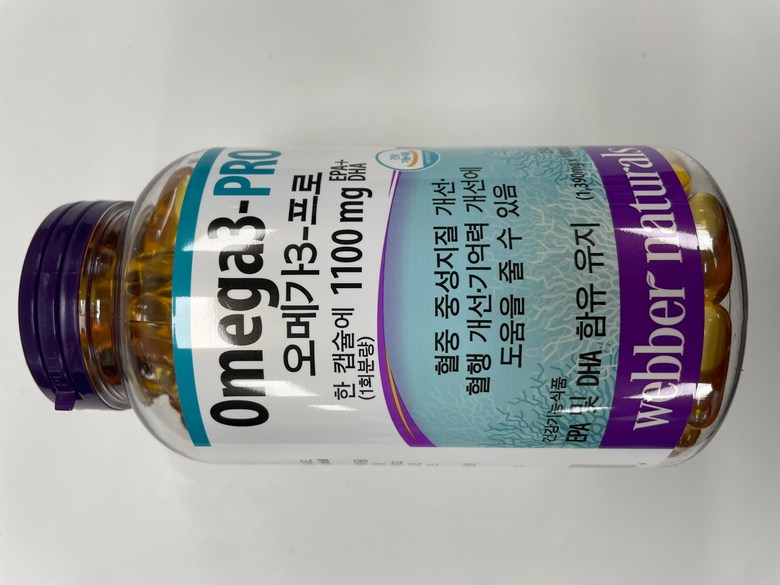 Omega3-PRO
오메가3-프로
한 캡슐에 1100 mg EPA+
DHA
(1회분량)
혈중 중성지질 개선·
혈행 개선·기억력 개선에
도움을 줄 수 있음
건강기능식품
EPA 및 DHA 함유 유지
webber naturals